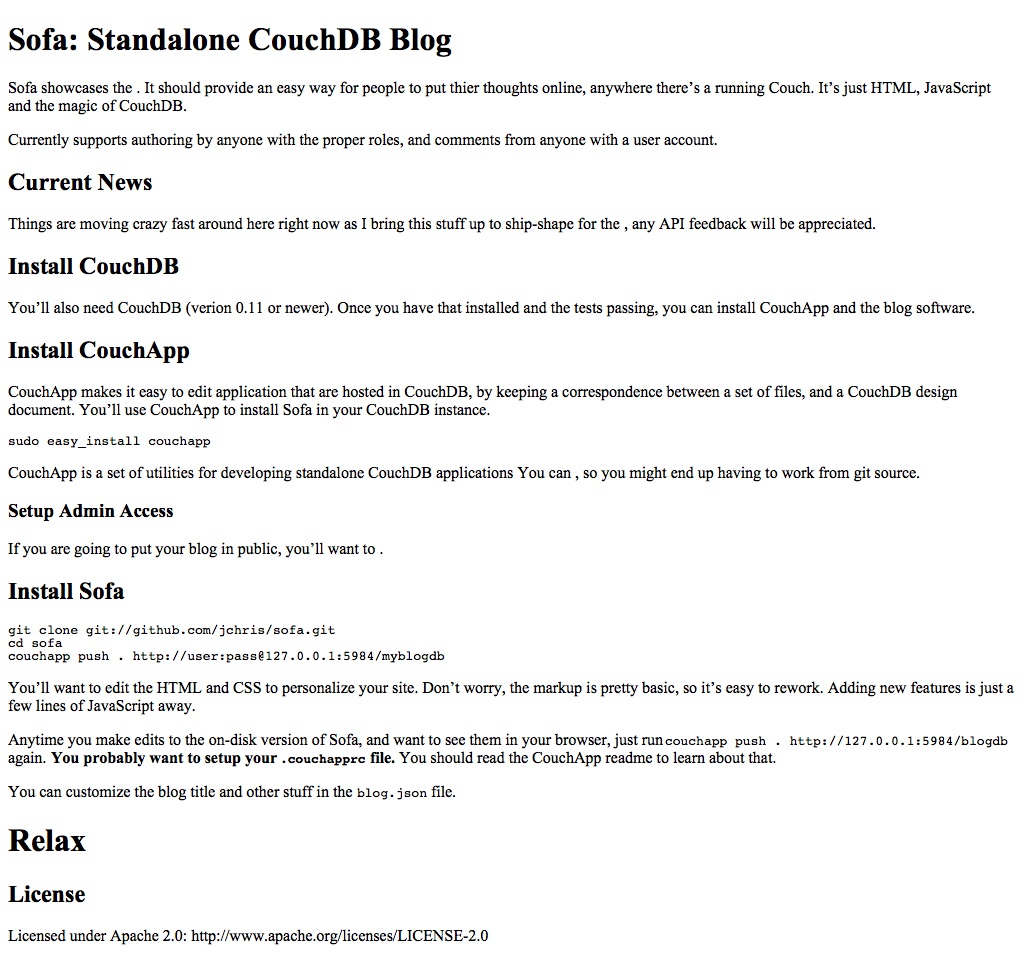 Sofa: Standalone CouchDB Blog
Sofa showcases the . It should provide an easy way for people to put thier thoughts online, anywhere there’s a running Couch. It’s just HTML, JavaScript
and the magic of CouchDB.
Currently supports authoring by anyone with the proper roles, and comments from anyone with a user account.
Current News
Things are moving crazy fast around here right now as I bring this stuff up to ship-shape for the , any API feedback will be appreciated.
Install CouchDB
You’ll also need CouchDB (verion 0.11 or newer). Once you have that installed and the tests passing, you can install CouchApp and the blog software.
Install CouchApp
CouchApp makes it easy to edit application that are hosted in CouchDB, by keeping a correspondence between a set of files, and a CouchDB design
document. You’ll use CouchApp to install Sofa in your CouchDB instance.
sudo easy_install couchapp
CouchApp is a set of utilities for developing standalone CouchDB applications You can , so you might end up having to work from git source.
Setup Admin Access
If you are going to put your blog in public, you’ll want to .
Install Sofa
git clone git://github.com/jchris/sofa.git
cd sofa
couchapp push . http://user:pass@127.0.0.1:5984/myblogdb
You’ll want to edit the HTML and CSS to personalize your site. Don’t worry, the markup is pretty basic, so it’s easy to rework. Adding new features is just a
few lines of JavaScript away.
Anytime you make edits to the on-disk version of Sofa, and want to see them in your browser, just run couchapp push . http://127.0.0.1:5984/blogdb
again. You probably want to setup your .couchapprc file. You should read the CouchApp readme to learn about that.
You can customize the blog title and other stuff in the blog.json file.
Relax
License
Licensed under Apache 2.0: http://www.apache.org/licenses/LICENSE-2.0